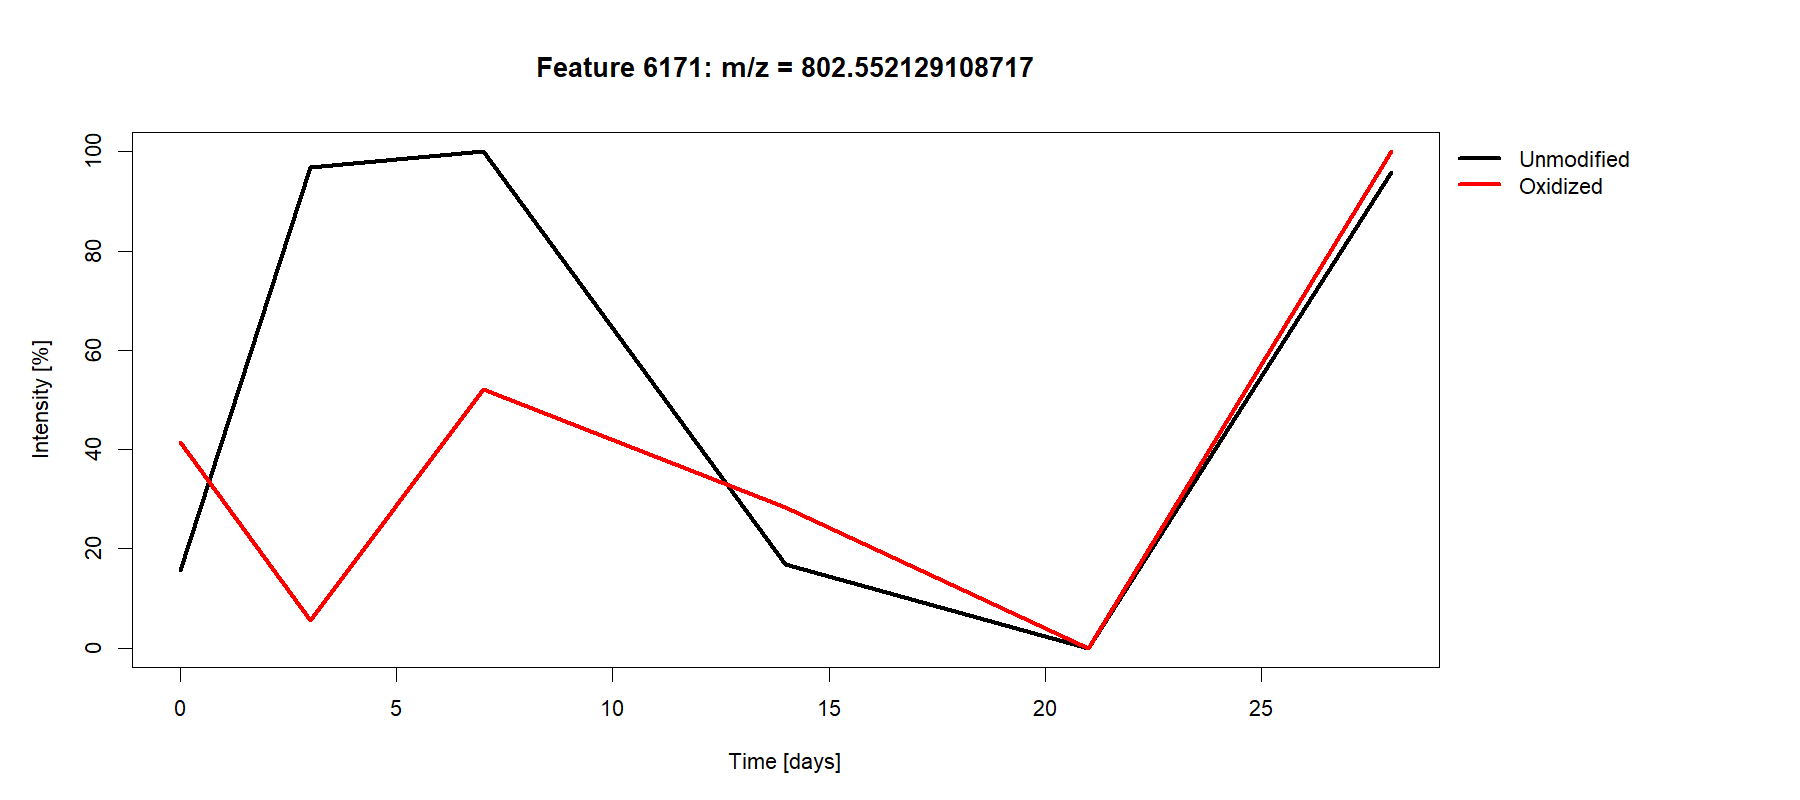 Feature 6171: m/z = 802.552129108717
Unmodified
Oxidized
Intensity [%]
100
80
60
40
20
0
0 5 10 15 20 25
Time [days]